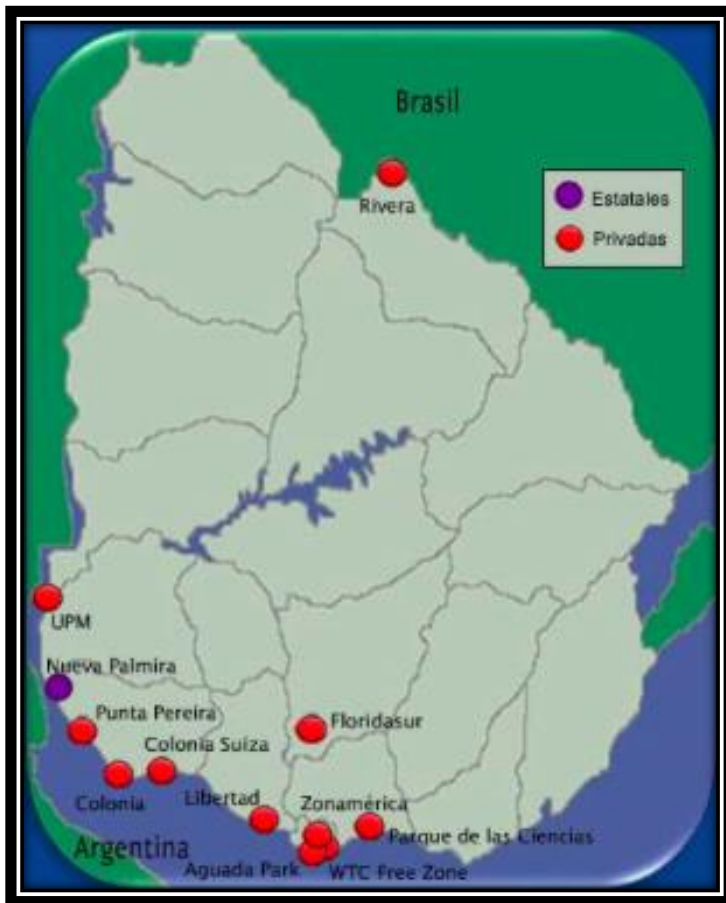 Brasil
Rivera
Estatales
Privadas
UPM
Nueva Palmira
Punta Pereira
Floridasur
Colonia Suiza
Colonia
Libertad
Zonamérica
Parque de las Ciencias
Argentina
Aguada Park
WTC Free Zone